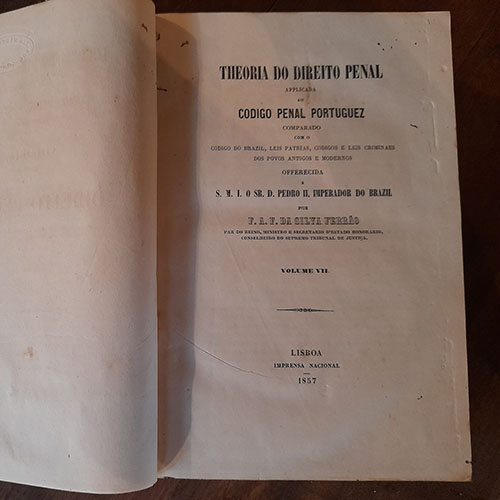 THEORIA DO DIREITO PENAL
APPLICADA
AO
CODIGO PENAL PORTUGUEZ
COMPARADO
COM O
CODIGO DO BRAZIL, LEIS PATRIAS, CODIGOS E LEIS CRIMINAES
DOS POVOS ANTIGOS E MODERNOS
OFFERECIDA
A
S. M. I. O SR. D. PEDRO II, IMPERADOR DO BRAZIL
POR
F. A. F. DA SILVA FERRÃO
PAR DO REINO, MINISTRO E SECRETARIO D'ESTADO HONORARIO,
CONSELHEIRO DO SUPREMO TRIBUNAL DE JUSTIÇA.
VOLUME VII
LISBOA
IMPRENSA NACIONAL
1857